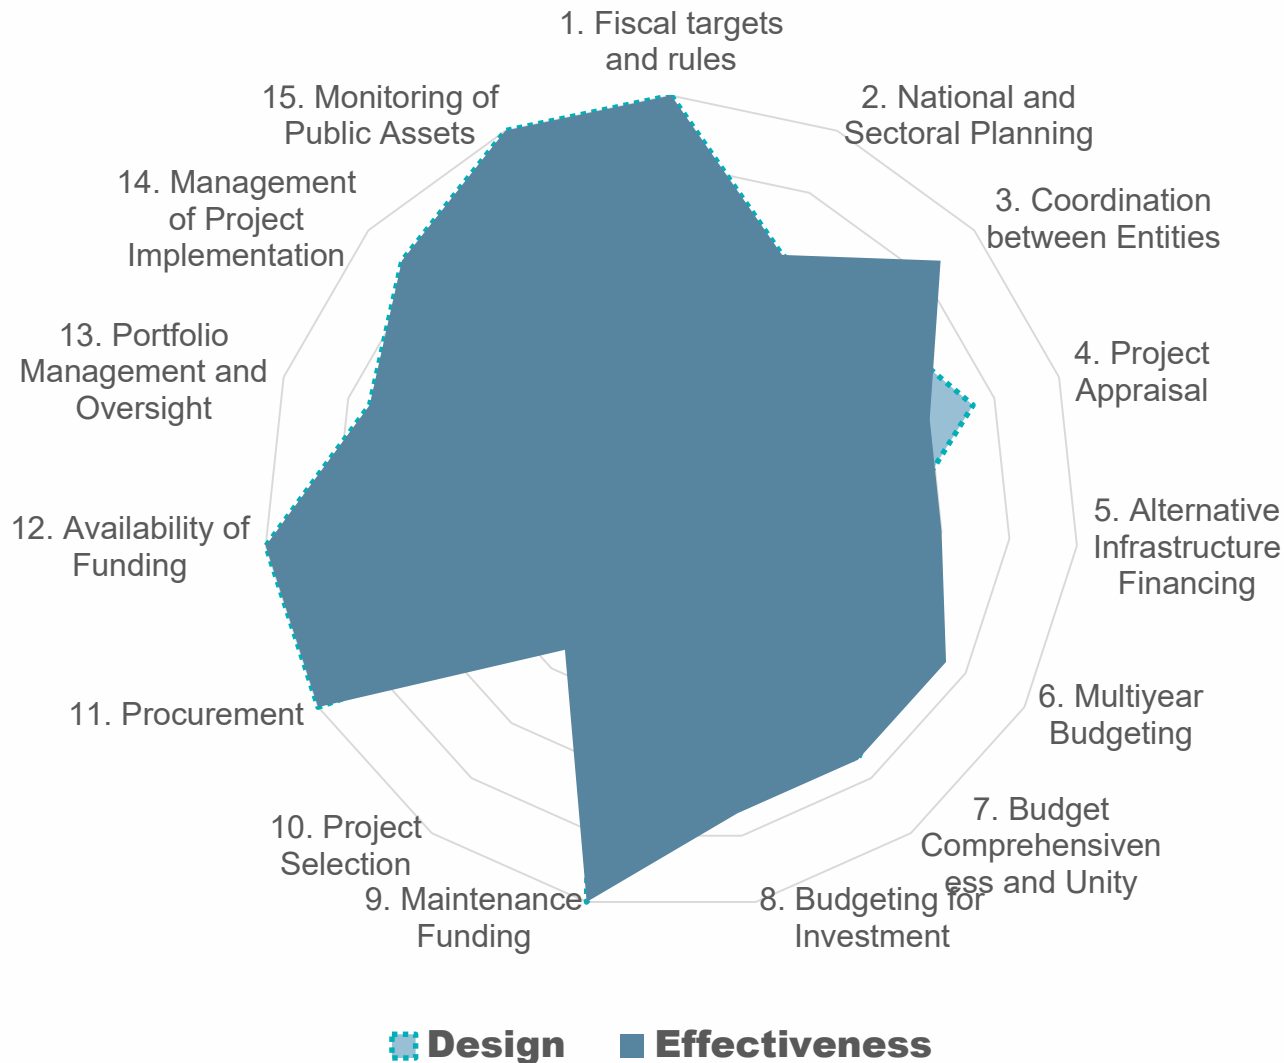 1. Fiscal targets
and rules
2. National and
Sectoral Planning
3. Coordination
between Entities
4. Project
Appraisal
5. Alternative
Infrastructure
Financing
6. Multiyear
Budgeting
7. Budget
Comprehensiven
ess and Unity
8. Budgeting for
Investment
9. Maintenance
Funding
10. Project
Selection
11. Procurement
12. Availability of
Funding
13. Portfolio
Management and
Oversight
14. Management
of Project
Implementation
15. Monitoring of
Public Assets
Design
Effectiveness